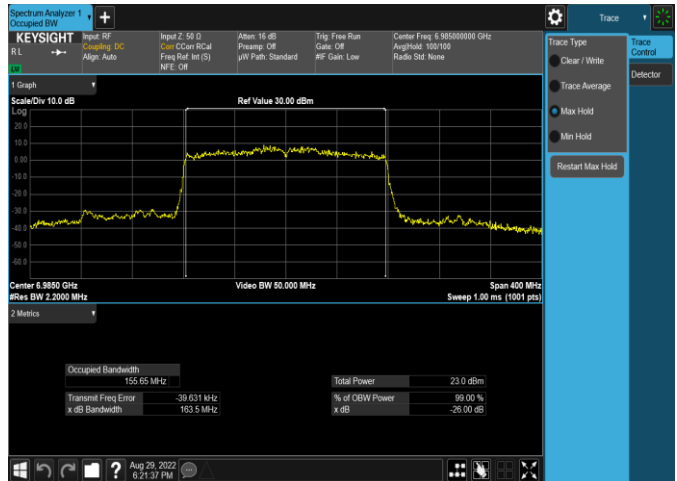 Spectrum Analyzer 1
Occupied BW
Trace
KEYSIGHT
R L
Input: RF
Coupling: DC
Align: Auto
Input Z: 50 Ω
Corr CCorr RCal
Freq Ref: Int (S)
NFE: Off
Atten: 16 dB
Preamp: Off
µW Path: Standard
Trig: Free Run
Gate: Off
#IF Gain: Low
Center Freq: 6.985000000 GHz
Avg|Hold: 100/100
Radio Std: None
Trace Type
Clear / Write
Trace Average
Max Hold
Min Hold
Restart Max Hold
Trace
Control
Detector
1 Graph
Scale/Div 10.0 dB
Ref Value 30.00 dBm
Log
20.0
10.0
0.00
-10.0
-20.0
-30.0
-40.0
-50.0
-60.0
Center 6.9850 GHz
Video BW 50.000 MHz
Span 400 MHz
#Res BW 2.2000 MHz
Sweep 1.00 ms (1001 pts)
2 Metrics
Occupied Bandwidth
155.65 MHz
Total Power 23.0 dBm
Transmit Freq Error -39.631 kHz
% of OBW Power 99.00 %
x dB Bandwidth 163.5 MHz
x dB -26.00 dB
?
Aug 29, 2022
6:21:37 PM